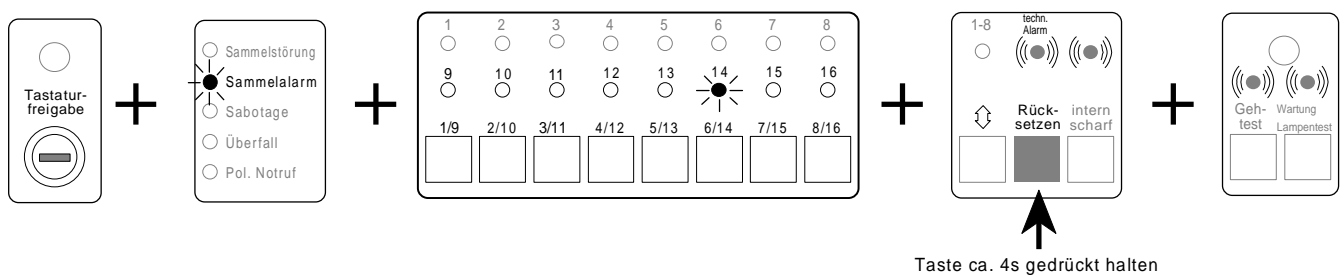 Tastatur-
freigabe
Sammelstörung
Sammelalarm
Sabotage
Überfall
Pol. Notruf
1 2 3 4 5 6 7 8
9 10 11 12 13 14 15 16
1/9 2/10 3/11 4/12 5/13 6/14 7/15 8/16
1-8
techn.
Alarm
Rück-
setzen
intern
scharf
Geh-
test
Wartung
Lampentest
Taste ca. 4s gedrückt halten